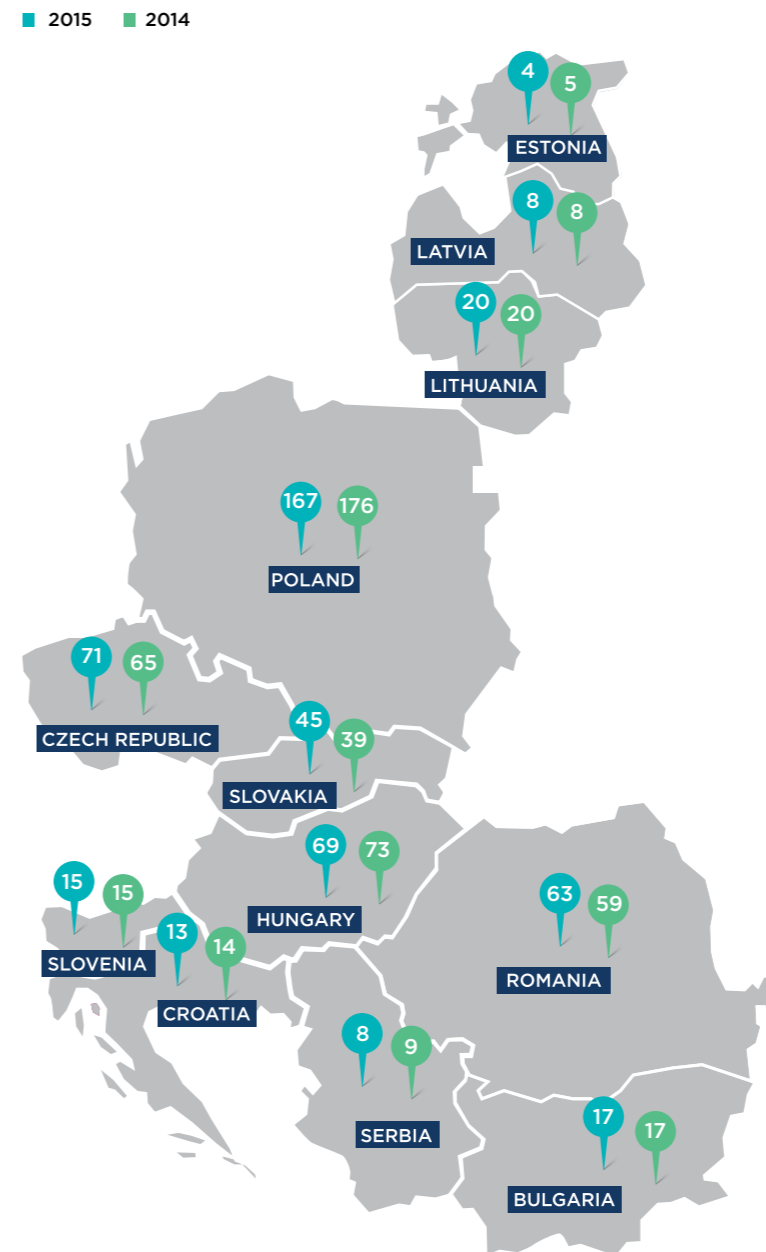 2015 2014
4 5
ESTONIA
8 8
LATVIA
20 20
LITHUANIA
167 176
POLAND
71 65
CZECH REPUBLIC
45 39
SLOVAKIA
69 73
HUNGARY
15 15
SLOVENIA
13 14
CROATIA
63 59
ROMANIA
8 9
SERBIA
17 17
BULGARIA